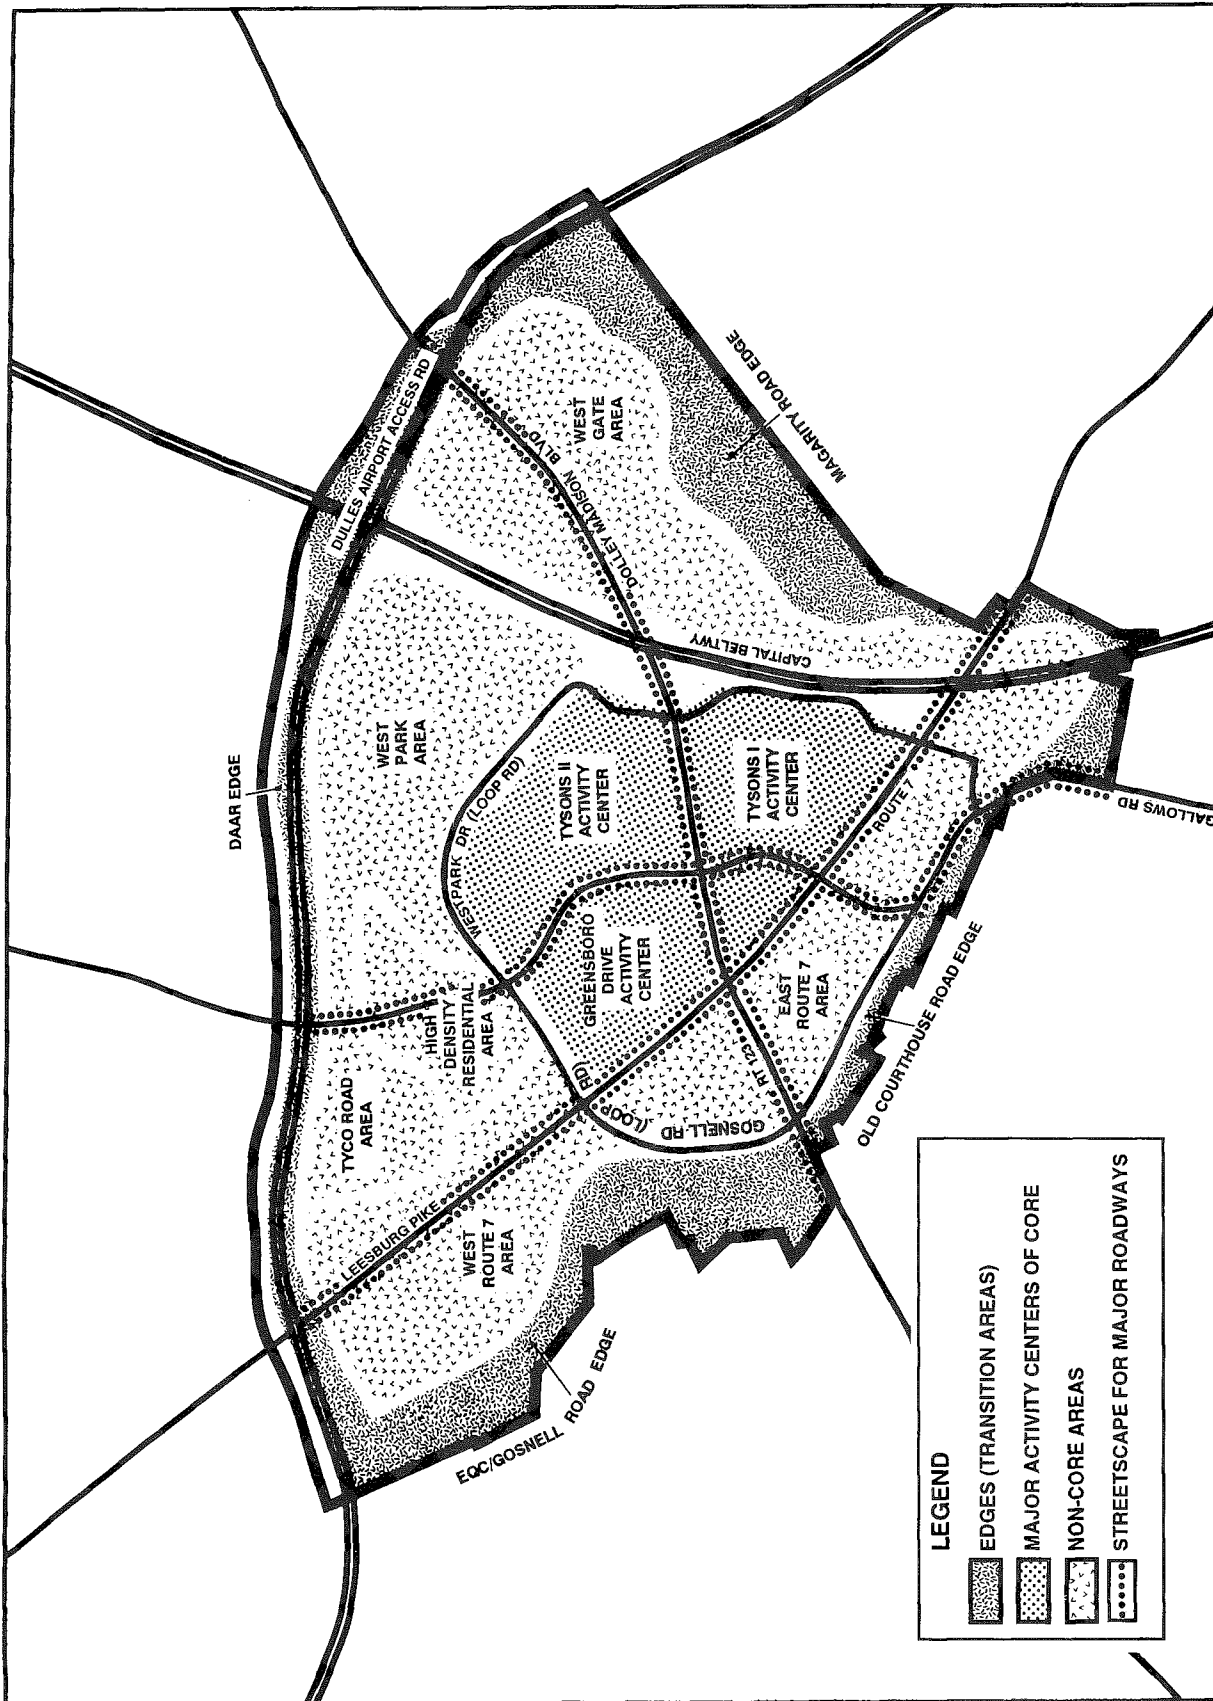 DAAR EDGE
DULLES AIRPORT ACCESS RD
TYCO ROAD
AREA
HIGH
DENSITY
RESIDENTIAL
AREA
WEST
PARK
AREA
LEESBURG PIKE
WEST PARK DR (LOOP RD)
WEST
ROUTE 7
AREA
TYSONS II
ACTIVITY
CENTER
DOLLEY MADISON BLVD
WEST
GATE
AREA
GREENSBORO
DRIVE
ACTIVITY
CENTER
EQC/GOSNELL ROAD EDGE
GOSNELL RD (LOOP RD)
CAPITAL BELTWY
MAGARITY ROAD EDGE
RT 123
TYSONS I
ACTIVITY
CENTER
EAST
ROUTE 7
AREA
ROUTE 7
OLD COURTHOUSE ROAD EDGE
GALLOWS RD
LEGEND
EDGES (TRANSITION AREAS)
MAJOR ACTIVITY CENTERS OF CORE
NON-CORE AREAS
STREETSCAPE FOR MAJOR ROADWAYS